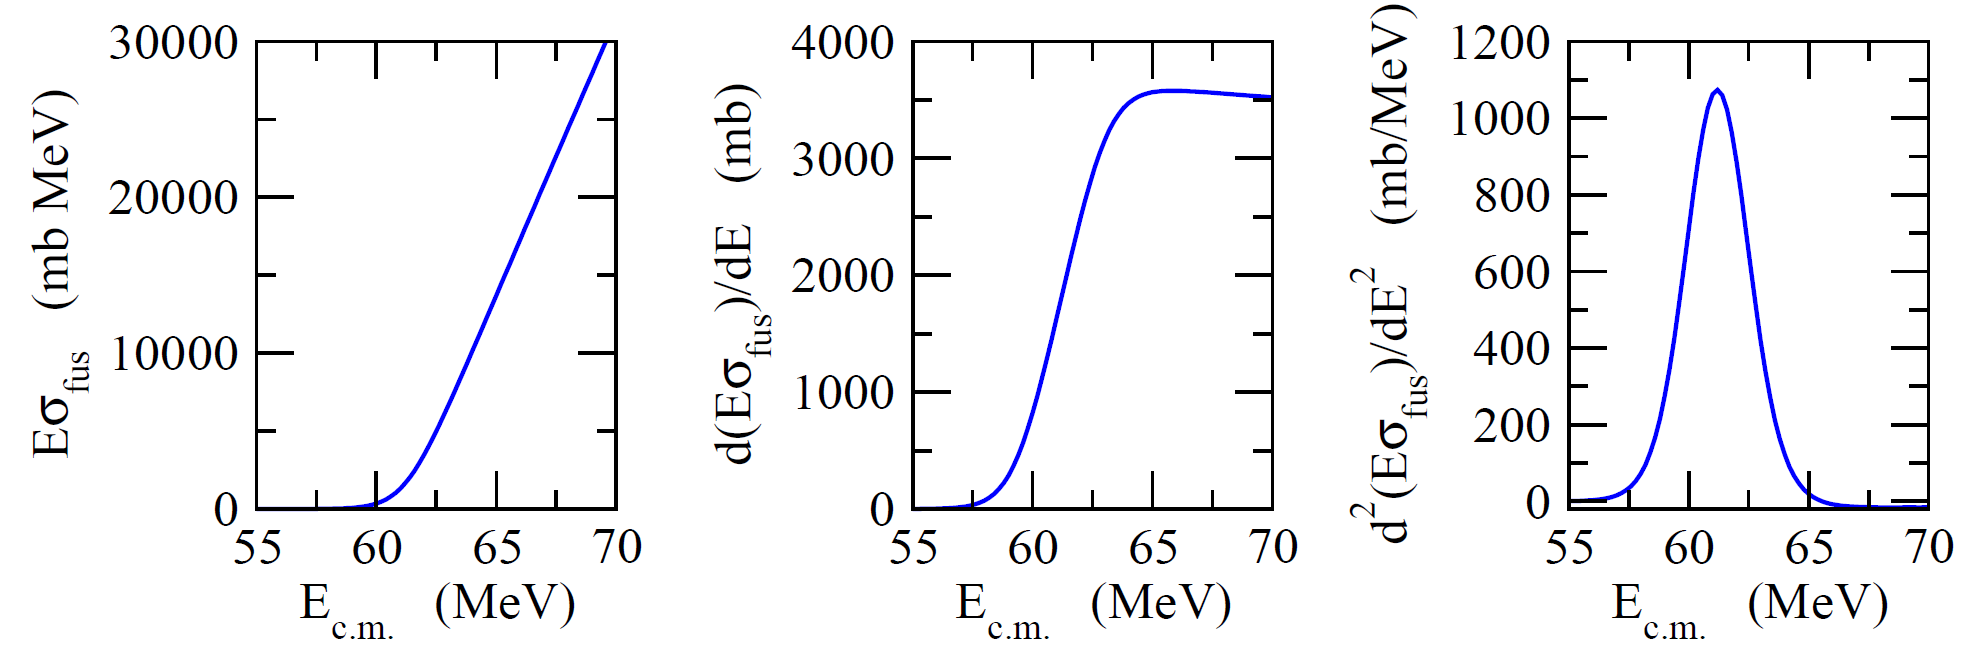 Eσfus (mb MeV)
30000
20000
10000
0
55 60 65 70
Ec.m. (MeV)
d(Eσfus)/dE (mb)
4000
3000
2000
1000
0
55 60 65 70
Ec.m. (MeV)
d²(Eσfus)/dE² (mb/MeV)
1200
1000
800
600
400
200
0
55 60 65 70
Ec.m. (MeV)